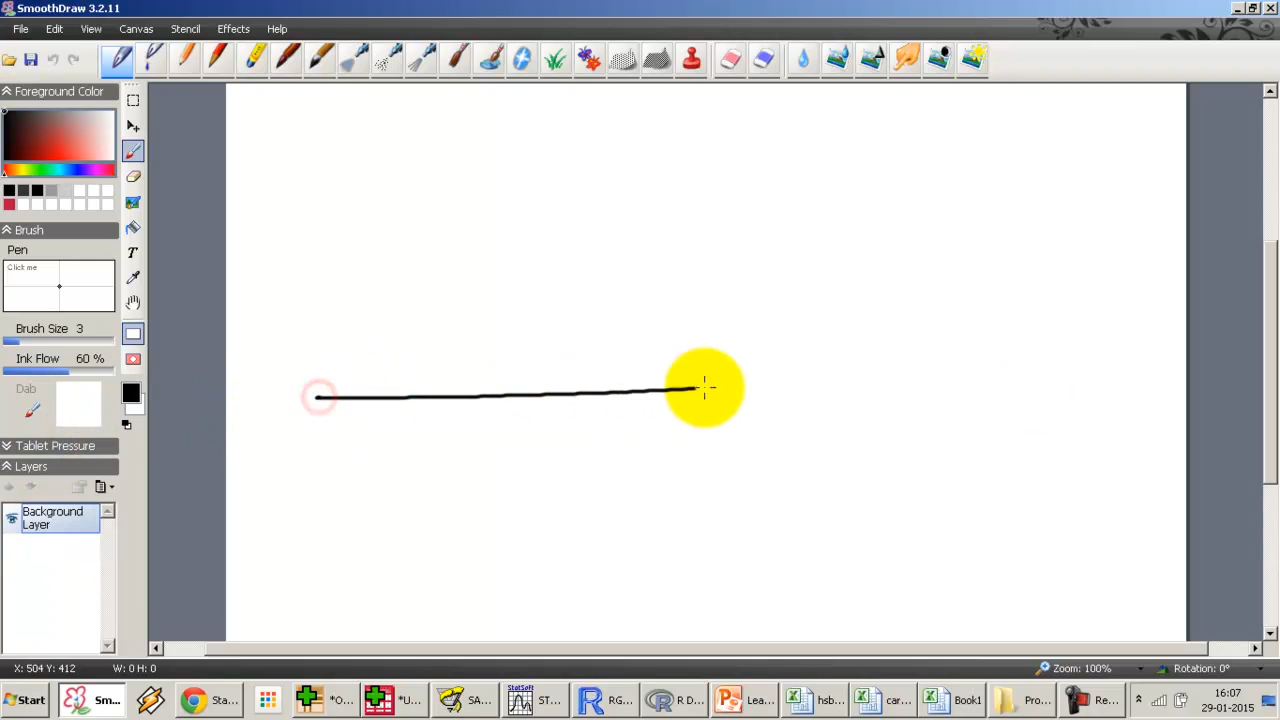 SmoothDraw 3.2.11
File Edit View Canvas Stencil Effects Help
Foreground Color
Brush
Pen
Click me
Brush Size 3
Ink Flow 60 %
Dab
Tablet Pressure
Layers
Background
Layer
X: 504 Y: 412 W: 0 H: 0 Zoom: 100% Rotation: 0°
Start Sm... Sta... *O... *U... SA... STATSOFT ST... RG... R D... Lea... hsb... car... Book1 Pro... Re... 16:07
29-01-2015